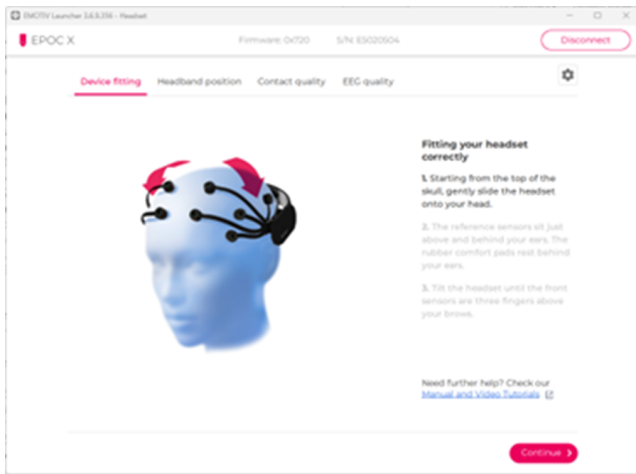 EMOTIV Launcher 3.6.9.356 - Headset
EPOC X
Firmware: 0x720
S/N: E5020504
Disconnect
Device fitting
Headband position
Contact quality
EEG quality
Fitting your headset
correctly
1. Starting from the top of the
skull, gently slide the headset
onto your head.
2. The reference sensors sit just
above and behind your ears. The
rubber comfort pads rest behind
your ears.
3. Tilt the headset until the front
sensors are three fingers above
your brows.
Need further help? Check our
Manual and Video Tutorials
Continue